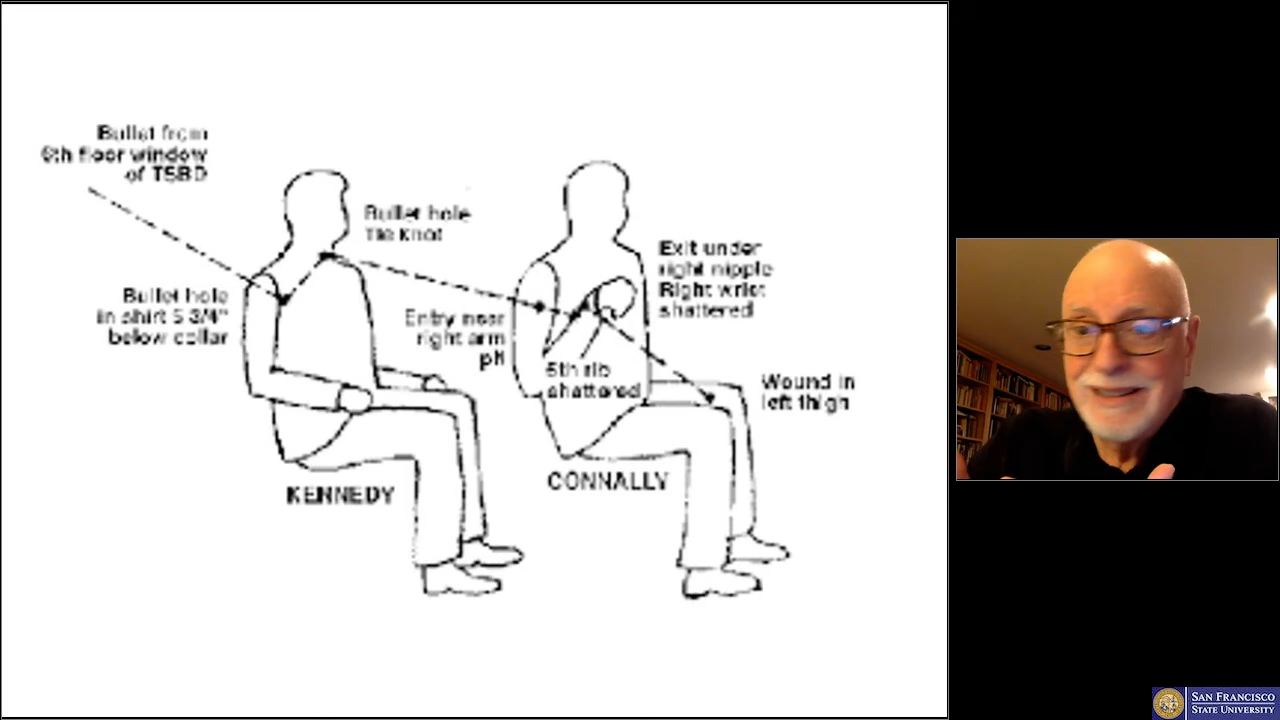 Bullet from
6th floor window
of TSBD
Bullet hole
Tie Knot
Bullet hole
in shirt 5 3/4"
below collar
Entry near
right arm
pit
Exit under
right nipple
Right wrist
shattered
5th rib
shattered
Wound in
left thigh
KENNEDY
CONNALLY
SAN FRANCISCO
STATE UNIVERSITY